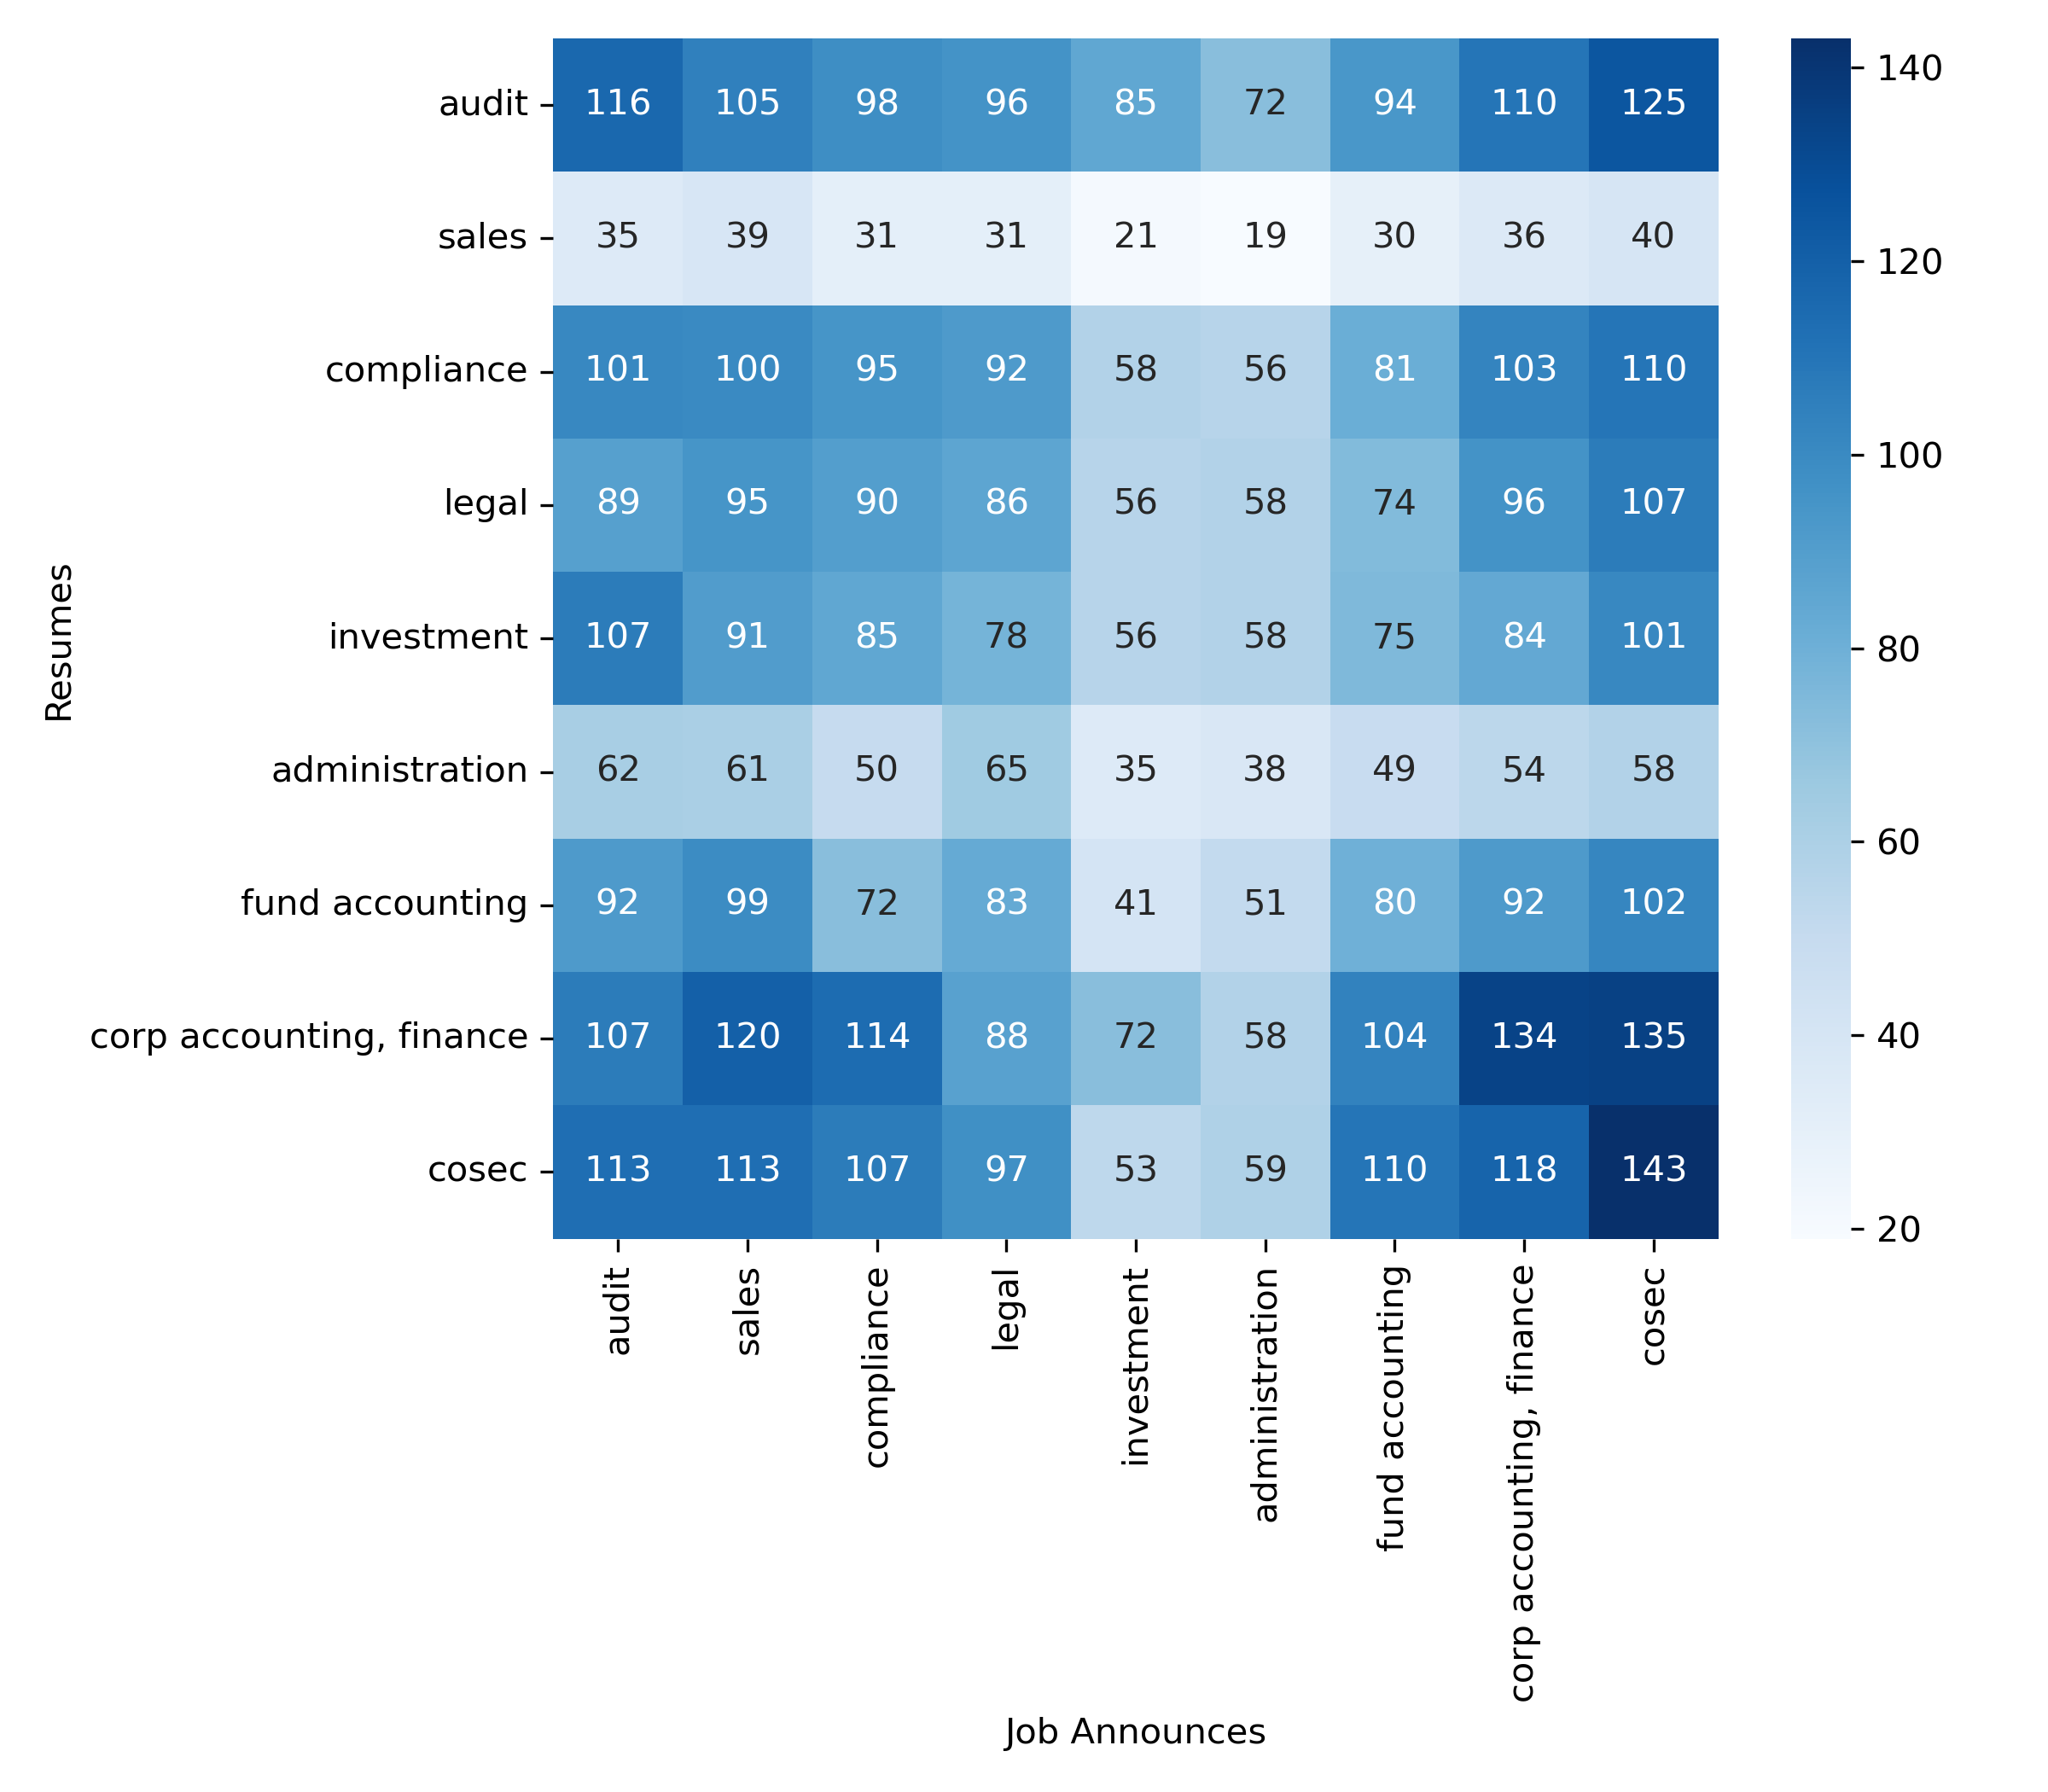 audit 116 105 98 96 85 72 94 110 125
sales 35 39 31 31 21 19 30 36 40
compliance 101 100 95 92 58 56 81 103 110
legal 89 95 90 86 56 58 74 96 107
investment 107 91 85 78 56 58 75 84 101
administration 62 61 50 65 35 38 49 54 58
fund accounting 92 99 72 83 41 51 80 92 102
corp accounting, finance 107 120 114 88 72 58 104 134 135
cosec 113 113 107 97 53 59 110 118 143
Resumes
audit
sales
compliance
legal
investment
administration
fund accounting
corp accounting, finance
cosec
Job Announces
140
120
100
80
60
40
20